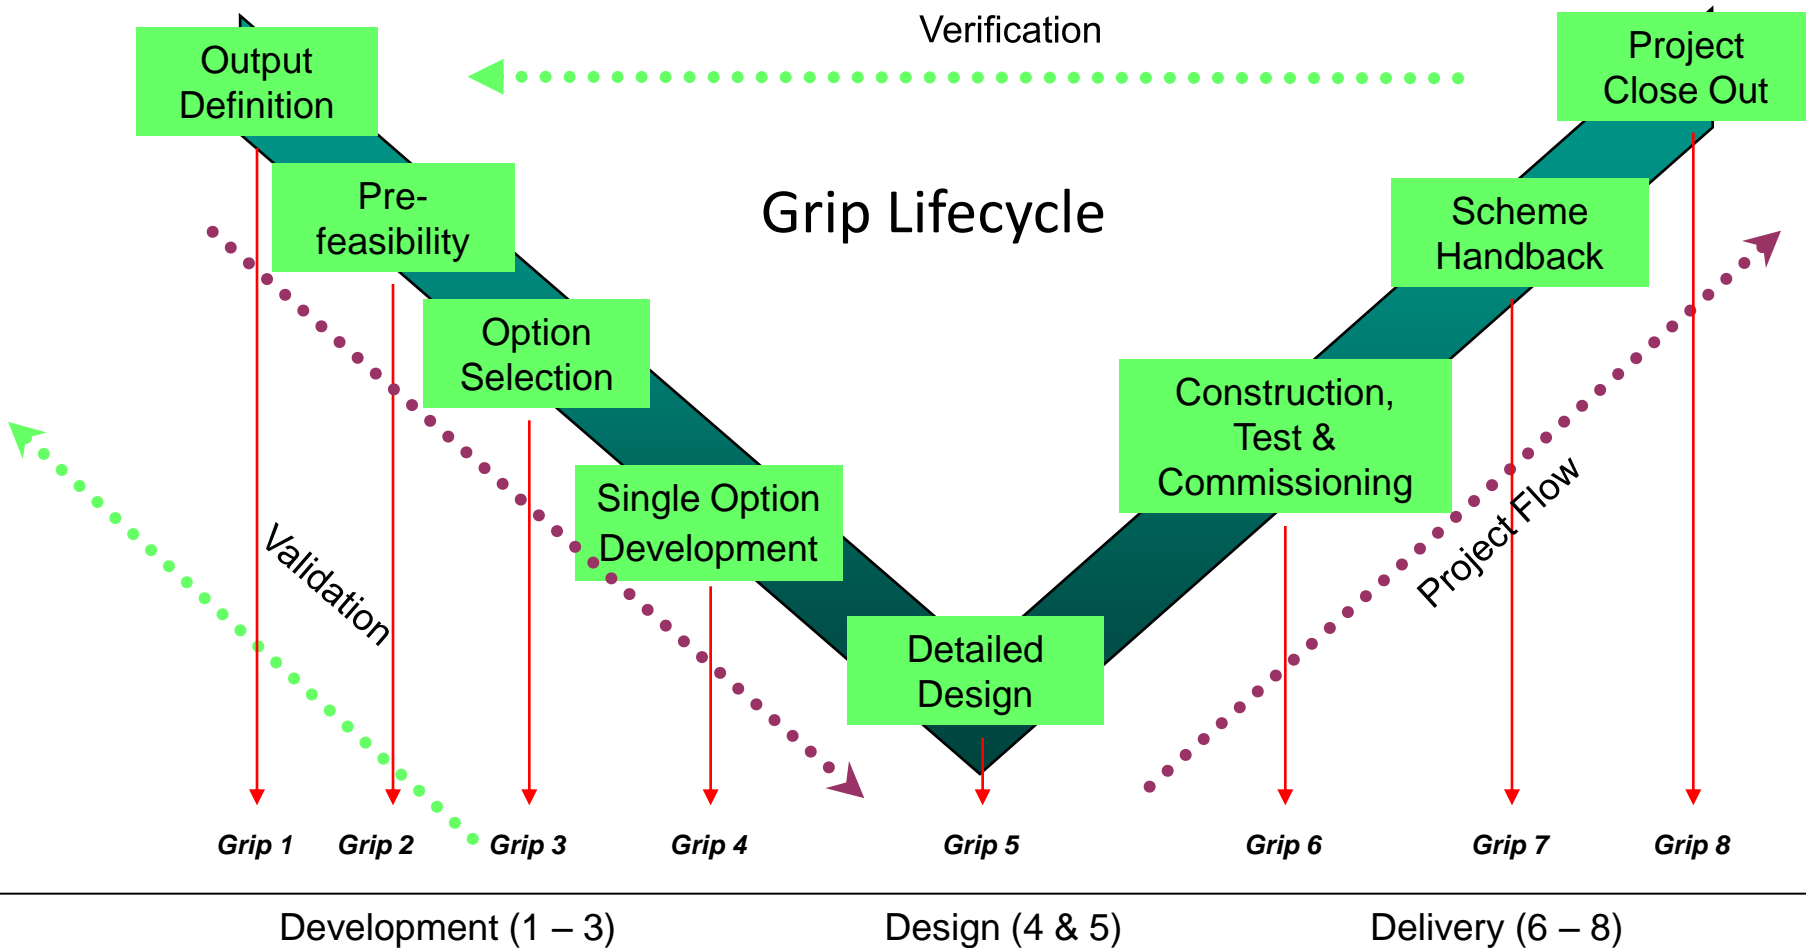 Verification
Output
Definition
Project
Close Out
Pre-
feasibility
Grip Lifecycle
Scheme
Handback
Option
Selection
Construction,
Test &
Commissioning
Single Option
Development
Validation
Project Flow
Detailed
Design
Grip 1
Grip 2
Grip 3
Grip 4
Grip 5
Grip 6
Grip 7
Grip 8
Development (1 – 3)
Design (4 & 5)
Delivery (6 – 8)